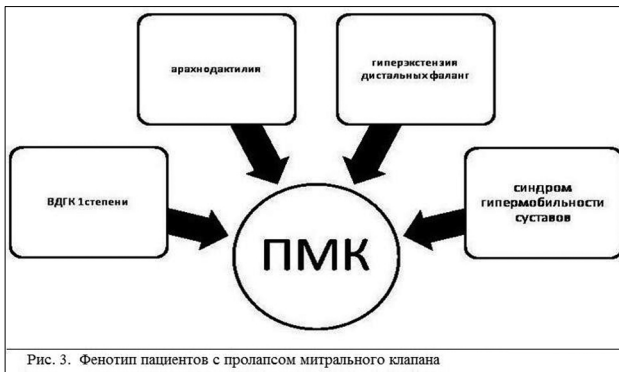 арахнодактилия
гиперэкстензия
дистальных фаланг
ВДГК 1степени
синдром
гипермобильности
суставов
ПМК
Рис. 3. Фенотип пациентов с пролапсом митрального клапана